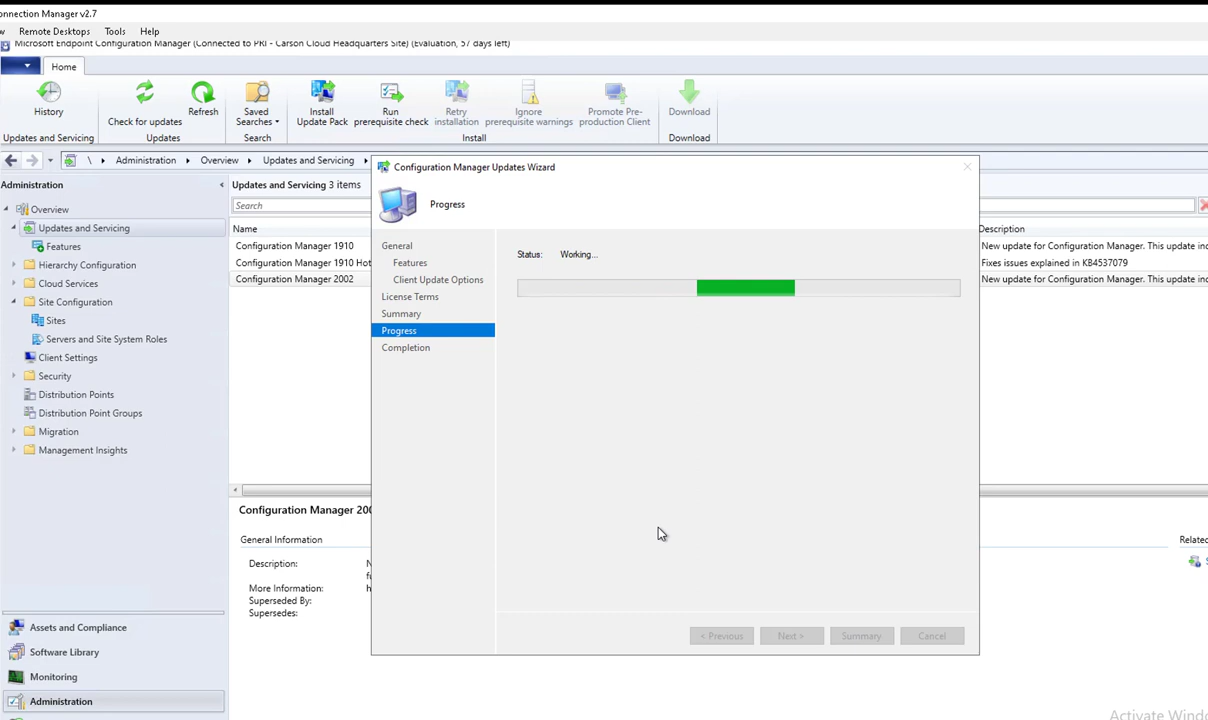 onnection Manager v2.7
w Remote Desktops Tools Help
Microsoft Endpoint Configuration Manager (Connected to PRI - Carson Cloud Headquarters Site) (Evaluation, 57 days left)
Home
History
Check for updates
Refresh
Saved Searches
Install Update Pack
Run prerequisite check
Retry installation
Ignore prerequisite warnings
Promote Pre-production Client
Download
Updates and Servicing Updates Search Install Download
\ Administration Overview Updates and Servicing
Administration
Overview
Updates and Servicing
Features
Hierarchy Configuration
Cloud Services
Site Configuration
Sites
Servers and Site System Roles
Client Settings
Security
Distribution Points
Distribution Point Groups
Migration
Management Insights
Assets and Compliance
Software Library
Monitoring
Administration
Updates and Servicing 3 items
Search
Name
Configuration Manager 1910
Configuration Manager 1910 Hot
Configuration Manager 2002
Description
New update for Configuration Manager. This update inc
Fixes issues explained in KB4537079
New update for Configuration Manager. This update inc
Configuration Manager Updates Wizard
Progress
General
Features
Client Update Options
License Terms
Summary
Progress
Completion
Status: Working...
< Previous Next > Summary Cancel
Configuration Manager 200
General Information
Description: N
fi
More Information: h
Superseded By:
Supersedes:
Related
S
Activate Windo